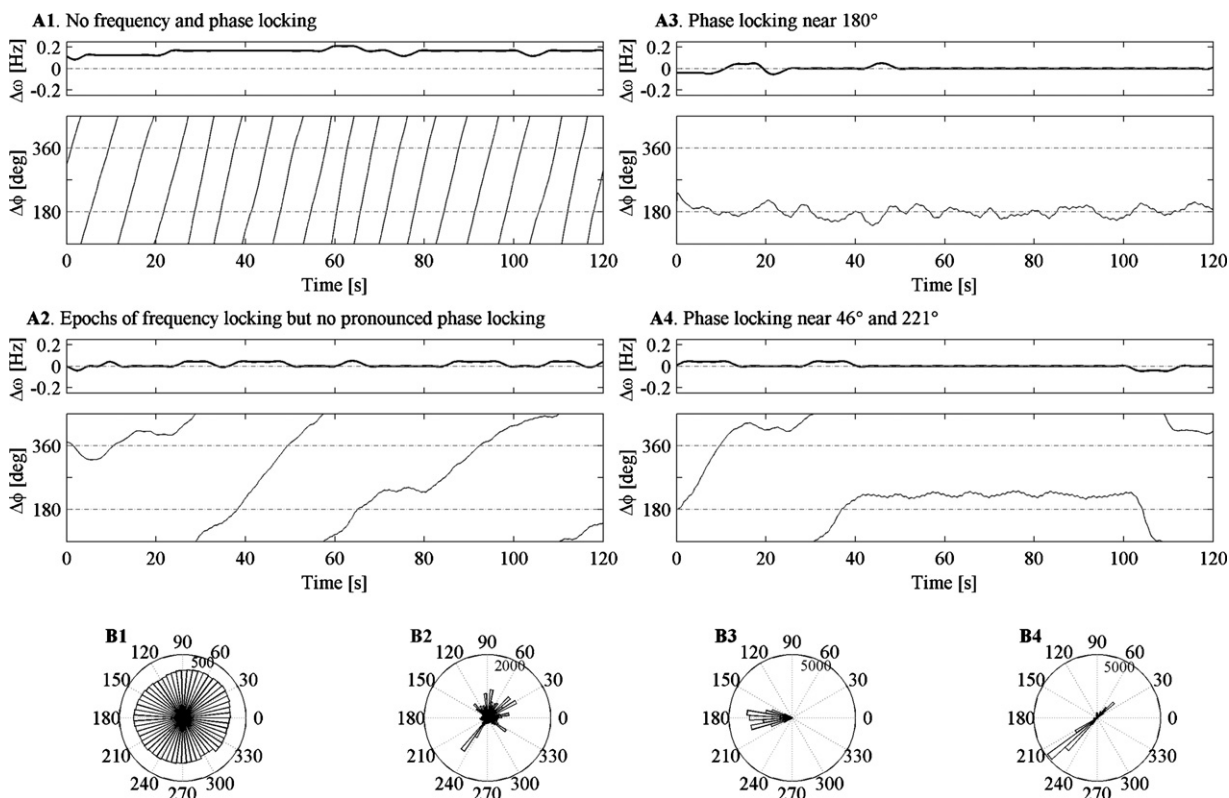 A1. No frequency and phase locking
Δω [Hz]
0.2
0
-0.2
Δϕ [deg]
360
180
0 20 40 60 80 100 120
Time [s]
A3. Phase locking near 180°
Δω [Hz]
0.2
0
-0.2
Δϕ [deg]
360
180
0 20 40 60 80 100 120
Time [s]
A2. Epochs of frequency locking but no pronounced phase locking
Δω [Hz]
0.2
0
-0.2
Δϕ [deg]
360
180
0 20 40 60 80 100 120
Time [s]
A4. Phase locking near 46° and 221°
Δω [Hz]
0.2
0
-0.2
Δϕ [deg]
360
180
0 20 40 60 80 100 120
Time [s]
B1
90
120 60
500
150 30
180 0
210 330
240 300
270
B2
90
120 60
2000
150 30
180 0
210 330
240 300
270
B3
90
120 60
5000
150 30
180 0
210 330
240 300
270
B4
90
120 60
5000
150 30
180 0
210 330
240 300
270